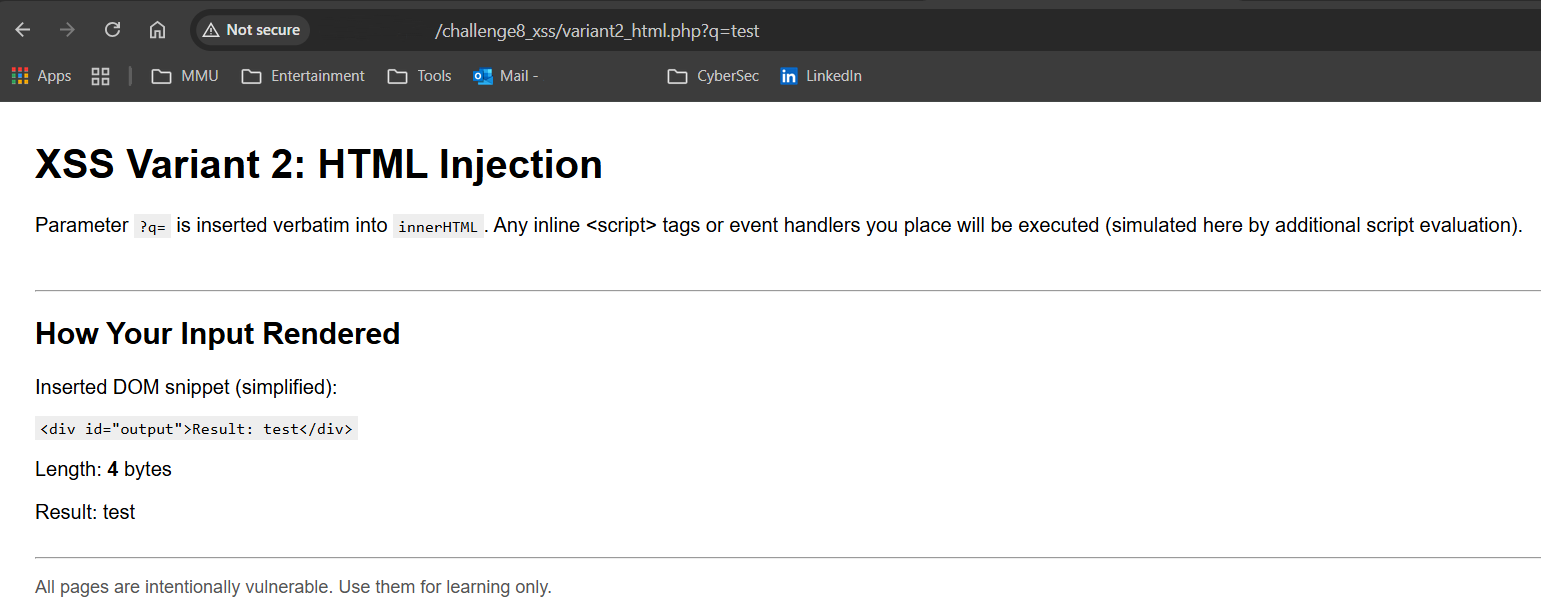 Not secure
/challenge8_xss/variant2_html.php?q=test
Apps MMU Entertainment Tools Mail - CyberSec LinkedIn
XSS Variant 2: HTML Injection
Parameter ?q= is inserted verbatim into innerHTML. Any inline <script> tags or event handlers you place will be executed (simulated here by additional script evaluation).
How Your Input Rendered
Inserted DOM snippet (simplified):
<div id="output">Result: test</div>
Length: 4 bytes
Result: test
All pages are intentionally vulnerable. Use them for learning only.